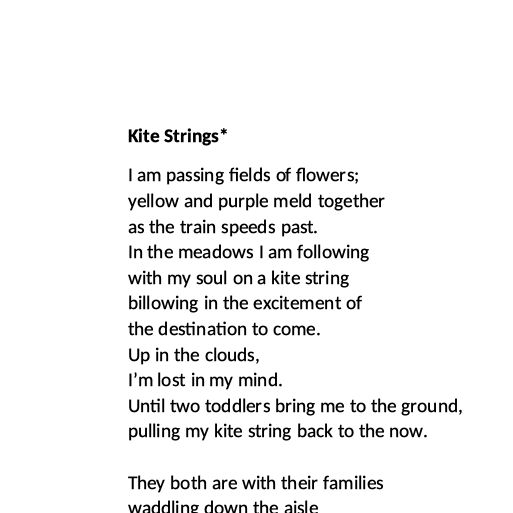 Kite Strings*
I am passing fields of flowers;
yellow and purple meld together
as the train speeds past.
In the meadows I am following
with my soul on a kite string
billowing in the excitement of
the destination to come.
Up in the clouds,
I’m lost in my mind.
Until two toddlers bring me to the ground,
pulling my kite string back to the now.
They both are with their families
waddling down the aisle